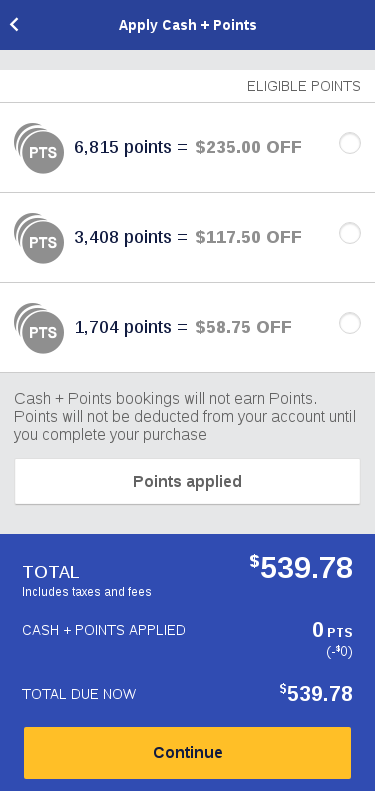 Apply Cash + Points
ELIGIBLE POINTS
PTS 6,815 points = $235.00 OFF
PTS 3,408 points = $117.50 OFF
PTS 1,704 points = $58.75 OFF
Cash + Points bookings will not earn Points.
Points will not be deducted from your account until
you complete your purchase
Points applied
TOTAL $539.78
Includes taxes and fees
CASH + POINTS APPLIED 0 PTS
(-$0)
TOTAL DUE NOW $539.78
Continue